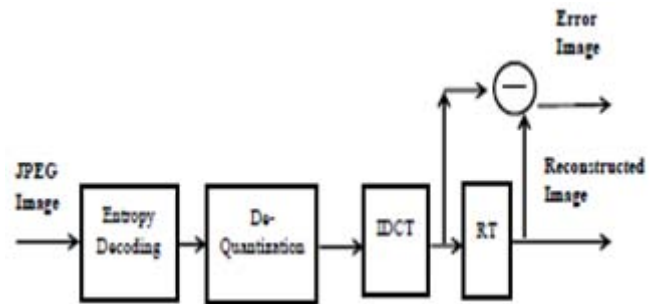 Error
Image
JPEG
Image
Entropy
Decoding
De-
Quantization
IDCT
RT
Reconstructed
Image